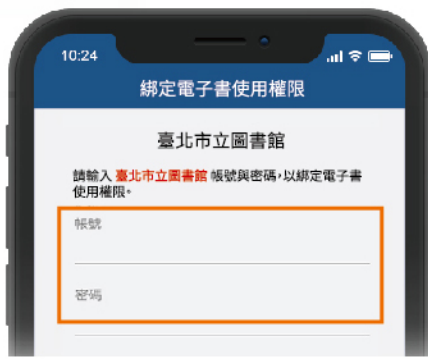 10:24
綁定電子書使用權限
臺北市立圖書館
請輸入 臺北市立圖書館 帳號與密碼，以綁定電子書
使用權限。
帳號
密碼